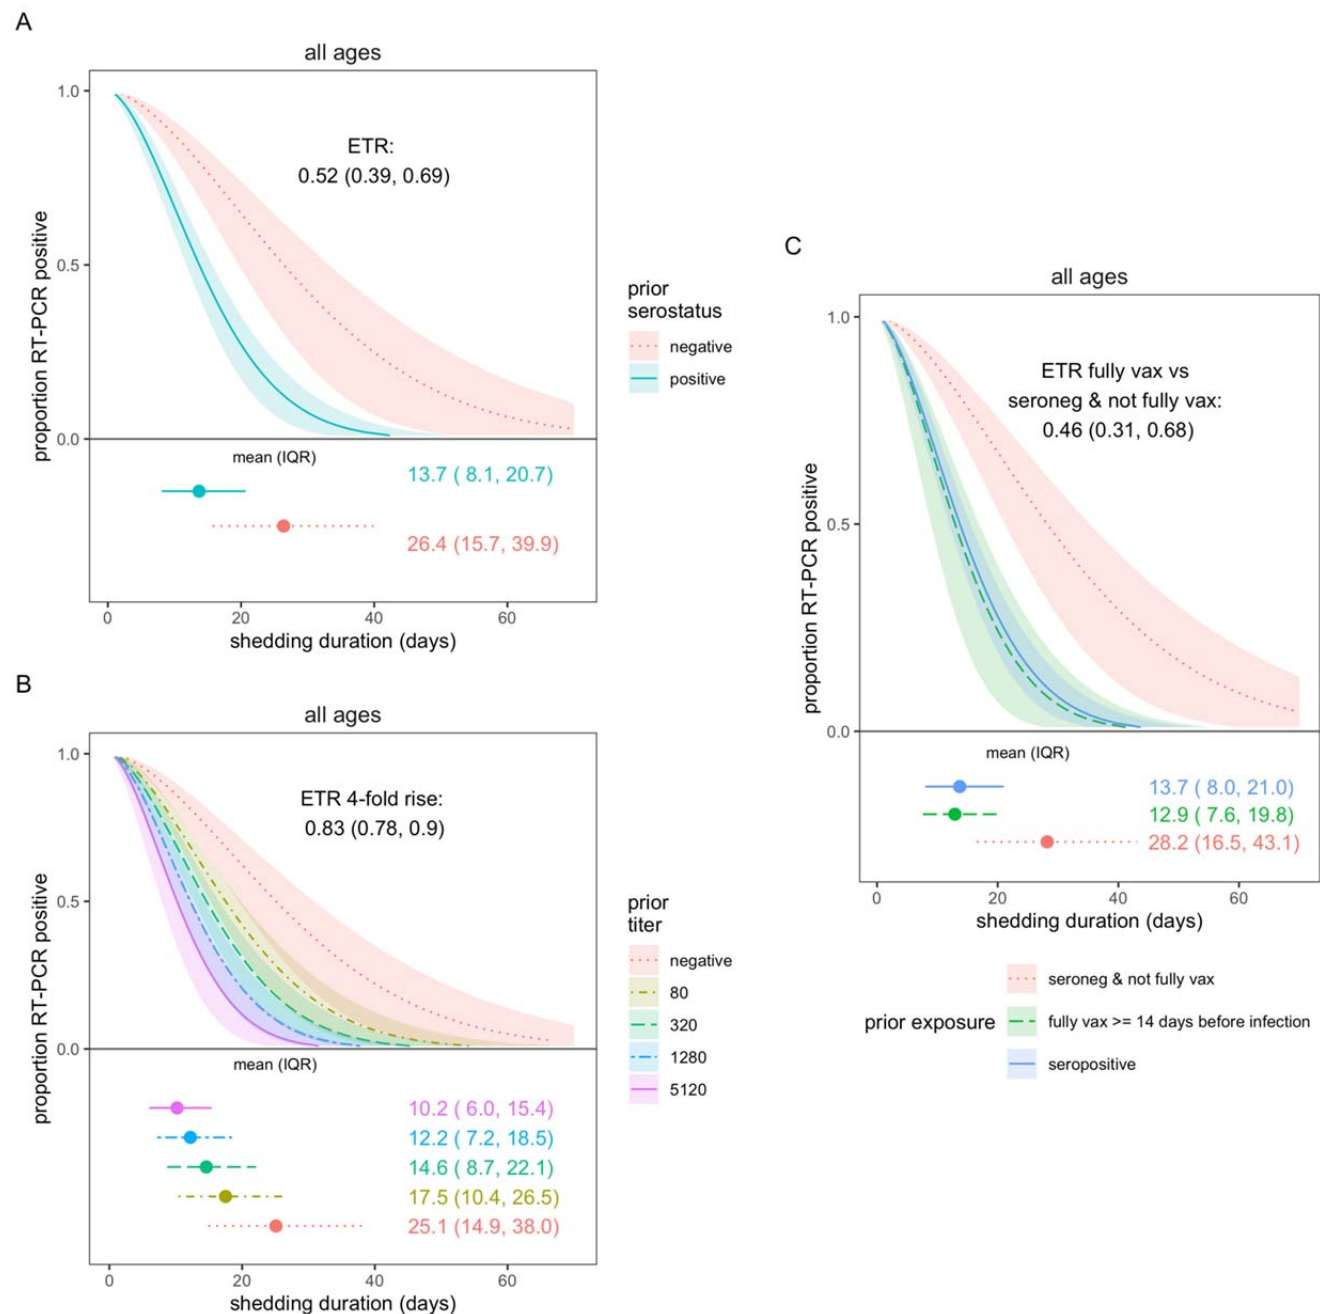 A
all ages
1.0
0.5
0.0
proportion RT-PCR positive
ETR:
0.52 (0.39, 0.69)
mean (IQR)
13.7 ( 8.1, 20.7)
26.4 (15.7, 39.9)
0
20
40
60
shedding duration (days)
prior
serostatus
negative
positive
B
all ages
1.0
0.5
0.0
proportion RT-PCR positive
ETR 4-fold rise:
0.83 (0.78, 0.9)
mean (IQR)
10.2 ( 6.0, 15.4)
12.2 ( 7.2, 18.5)
14.6 ( 8.7, 22.1)
17.5 (10.4, 26.5)
25.1 (14.9, 38.0)
0
20
40
60
shedding duration (days)
prior
titer
negative
80
320
1280
5120
C
all ages
1.0
0.5
0.0
proportion RT-PCR positive
ETR fully vax vs
seroneg & not fully vax:
0.46 (0.31, 0.68)
mean (IQR)
13.7 ( 8.0, 21.0)
12.9 ( 7.6, 19.8)
28.2 (16.5, 43.1)
0
20
40
60
shedding duration (days)
prior exposure
seroneg & not fully vax
fully vax >= 14 days before infection
seropositive